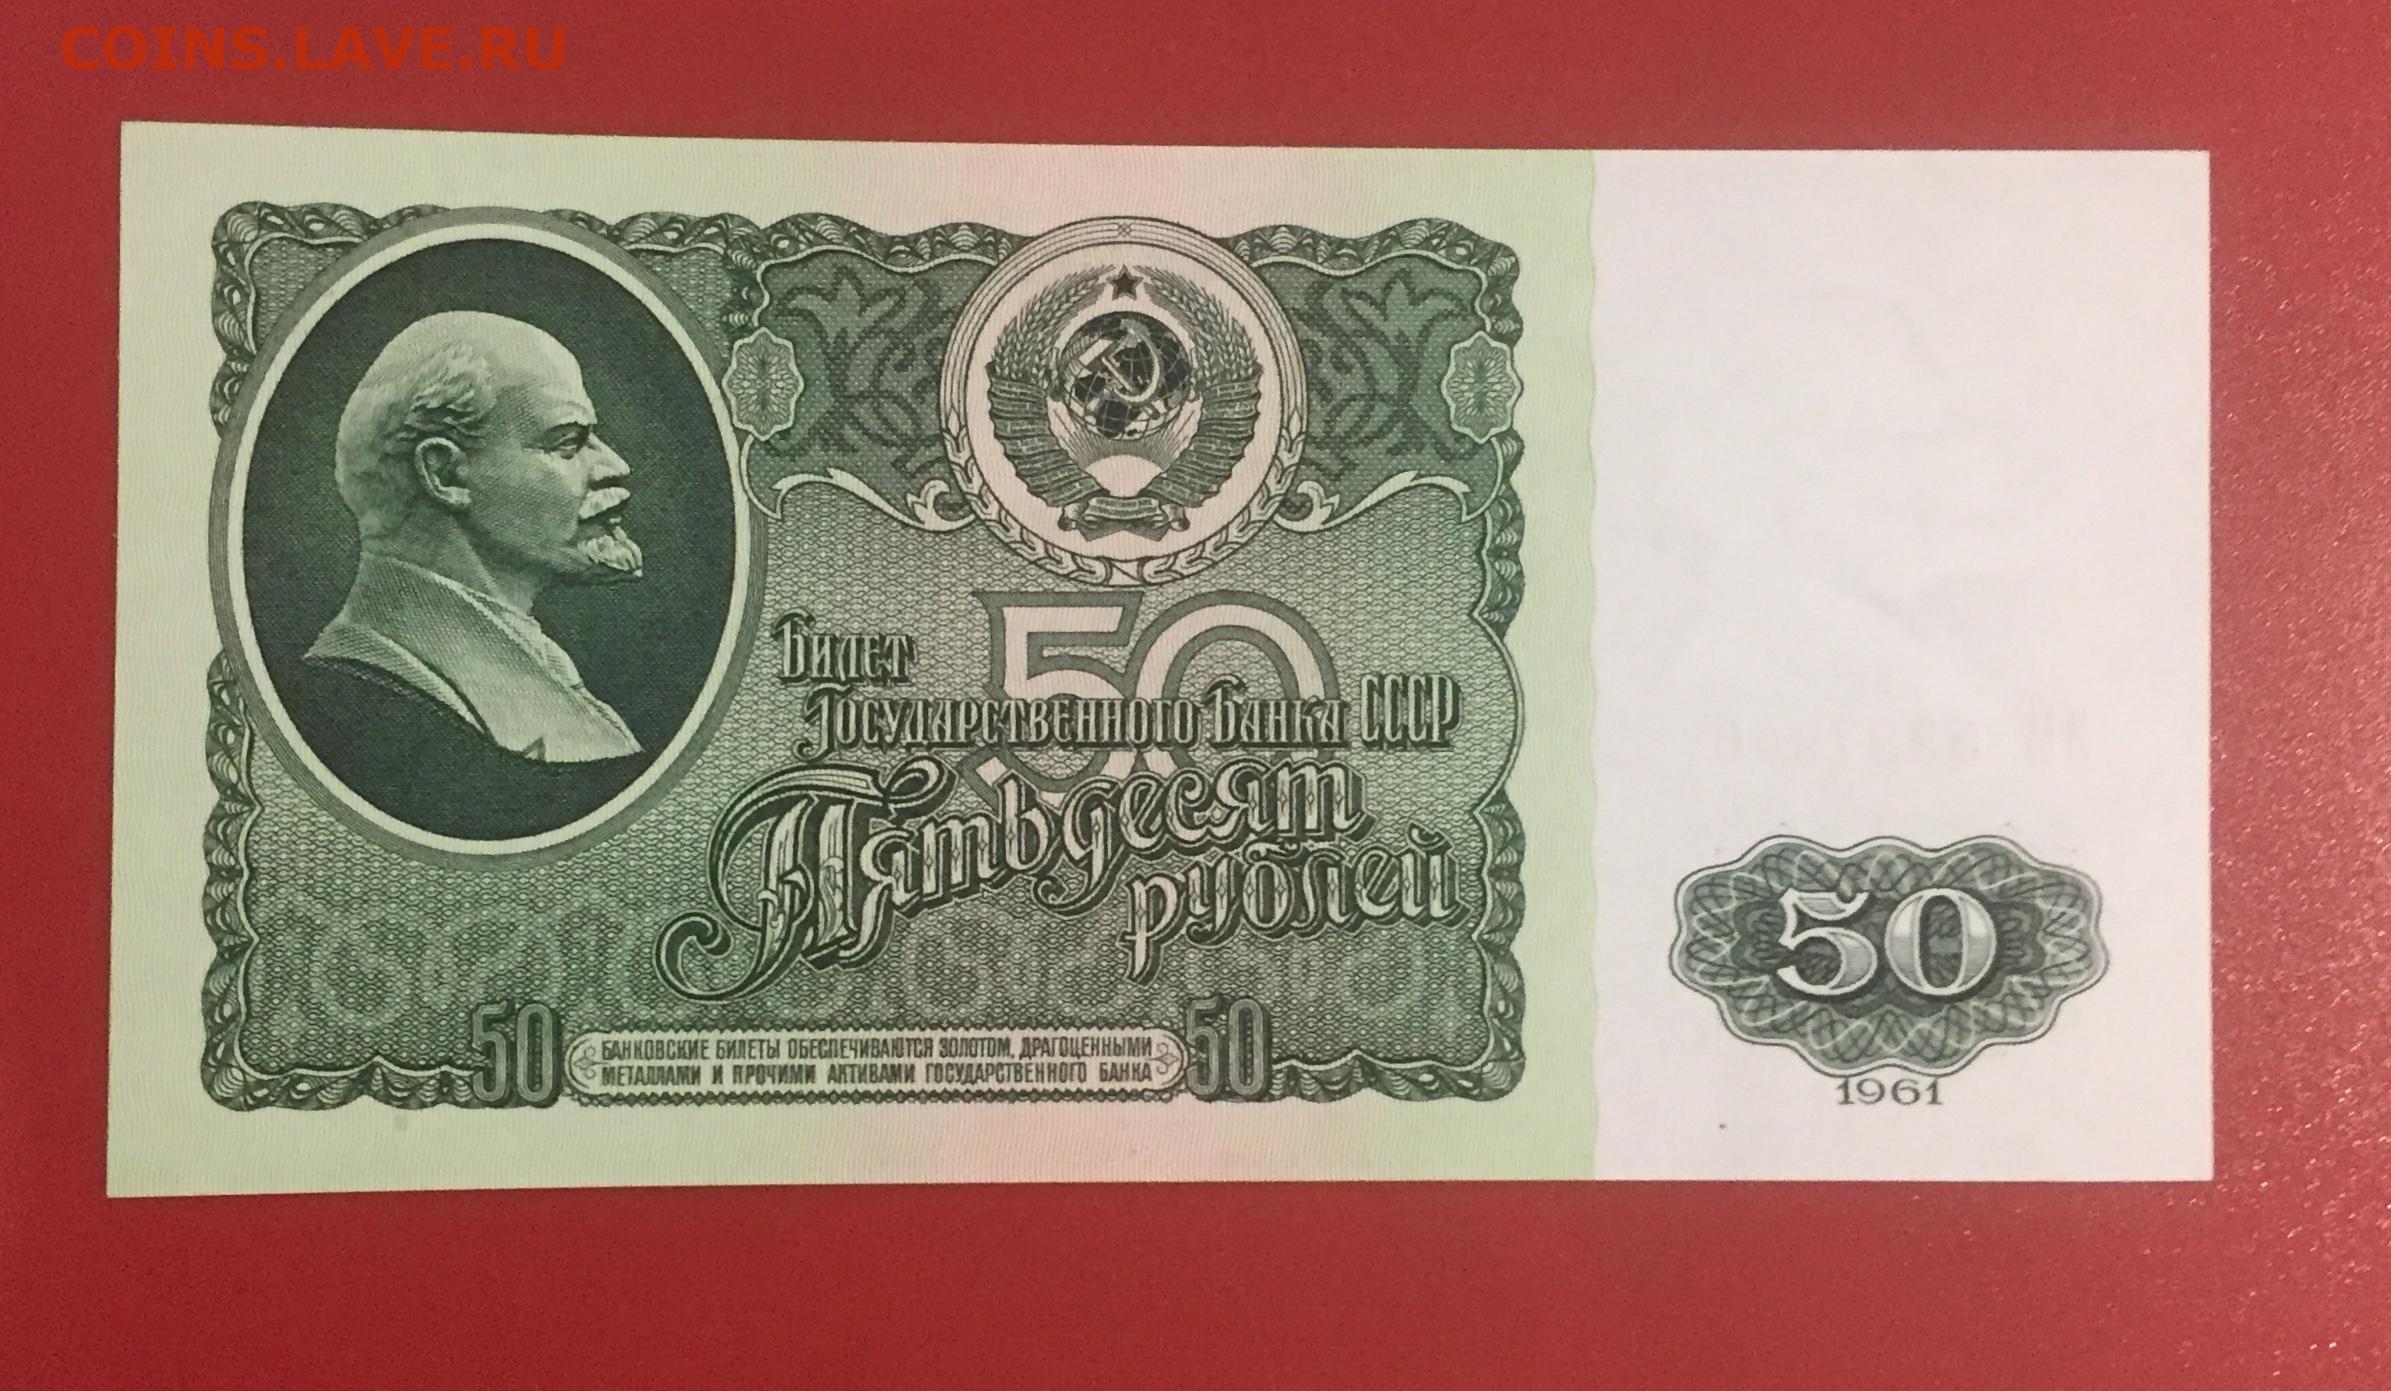 COINS.LAVE.RU
Билет
Государственного Банка СССР
50
Пятьдесят
рублей
50
БАНКОВСКИЕ БИЛЕТЫ ОБЕСПЕЧИВАЮТСЯ ЗОЛОТОМ, ДРАГОЦЕННЫМИ
МЕТАЛЛАМИ И ПРОЧИМИ АКТИВАМИ ГОСУДАРСТВЕННОГО БАНКА
50
50
1961